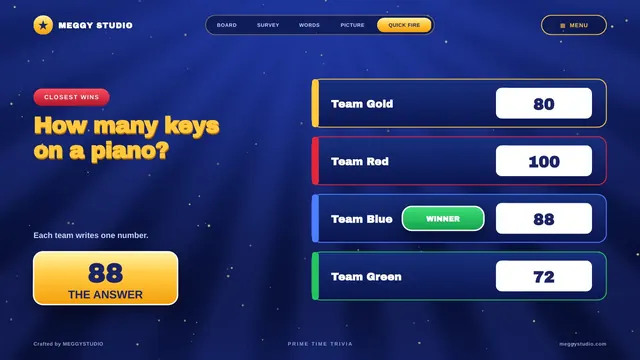 MEGGY STUDIO
BOARD SURVEY WORDS PICTURE QUICK FIRE
MENU
CLOSEST WINS
How many keys
on a piano?
Each team writes one number.
88
THE ANSWER
Team Gold 80
Team Red 100
Team Blue WINNER 88
Team Green 72
Crafted by MEGGYSTUDIO
PRIME TIME TRIVIA
meggystudio.com